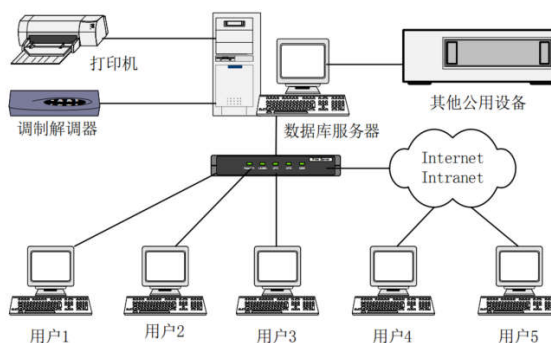 打印机
调制解调器
数据库服务器
其他公用设备
Internet
Intranet
用户1
用户2
用户3
用户4
用户5